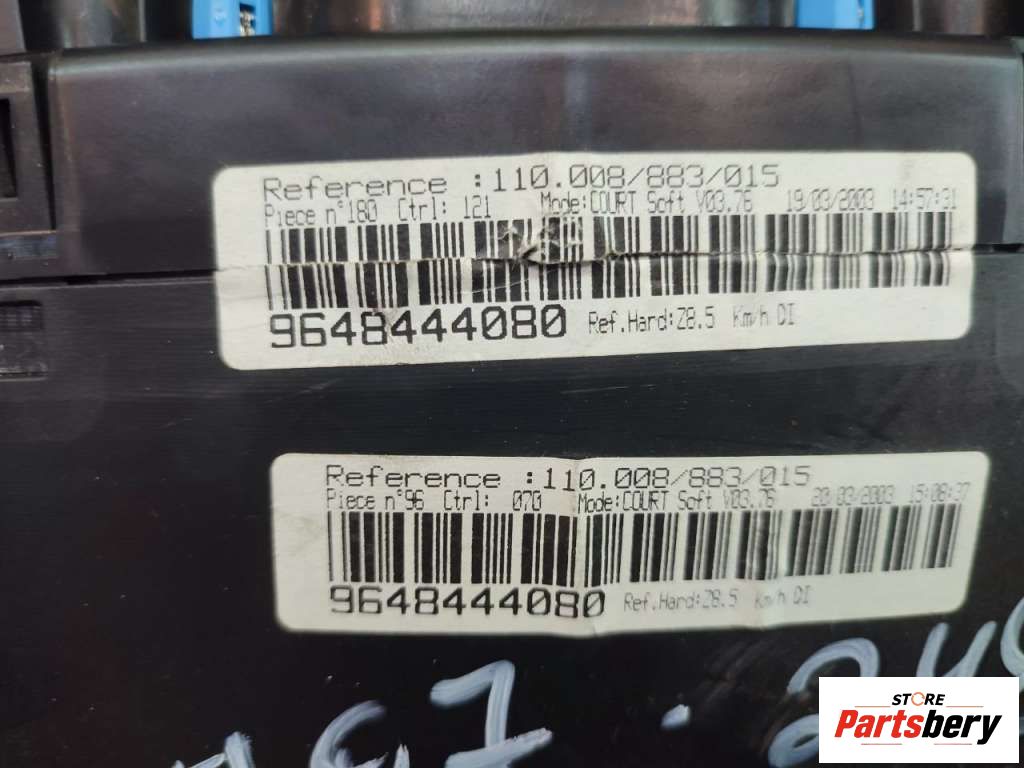 Reference :110.008/883/015
Piece n°180 Ctrl: 121 Mode:COURT Soft V03.76 19/03/2003 14:57:31
9648444080 Ref.Hard:Z8.5 Km/h DI
Reference :110.008/883/015
Piece n°96 Ctrl: 070 Mode:COURT Soft V03.76 20/03/2003 15:08:37
9648444080 Ref.Hard:Z8.5 Km/h DI
STORE
Partsbery